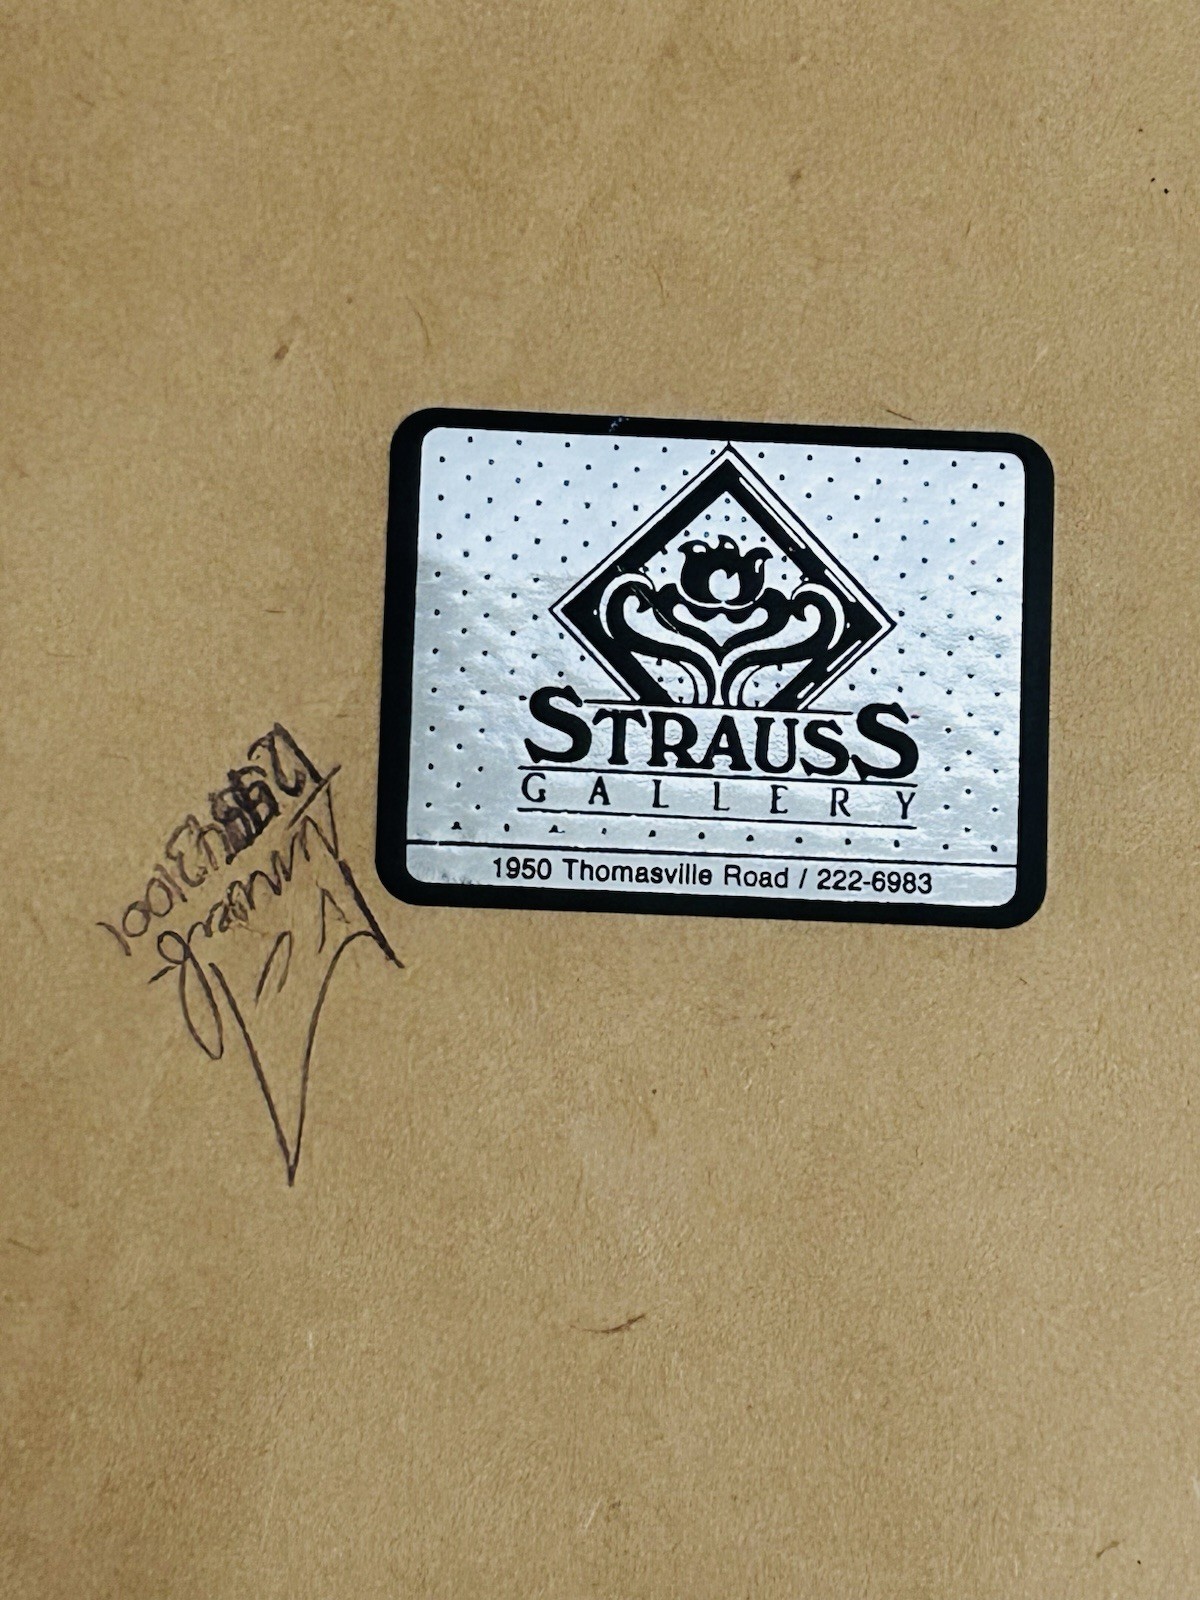 STRAUSS
GALLERY
1950 Thomasville Road / 222-6983